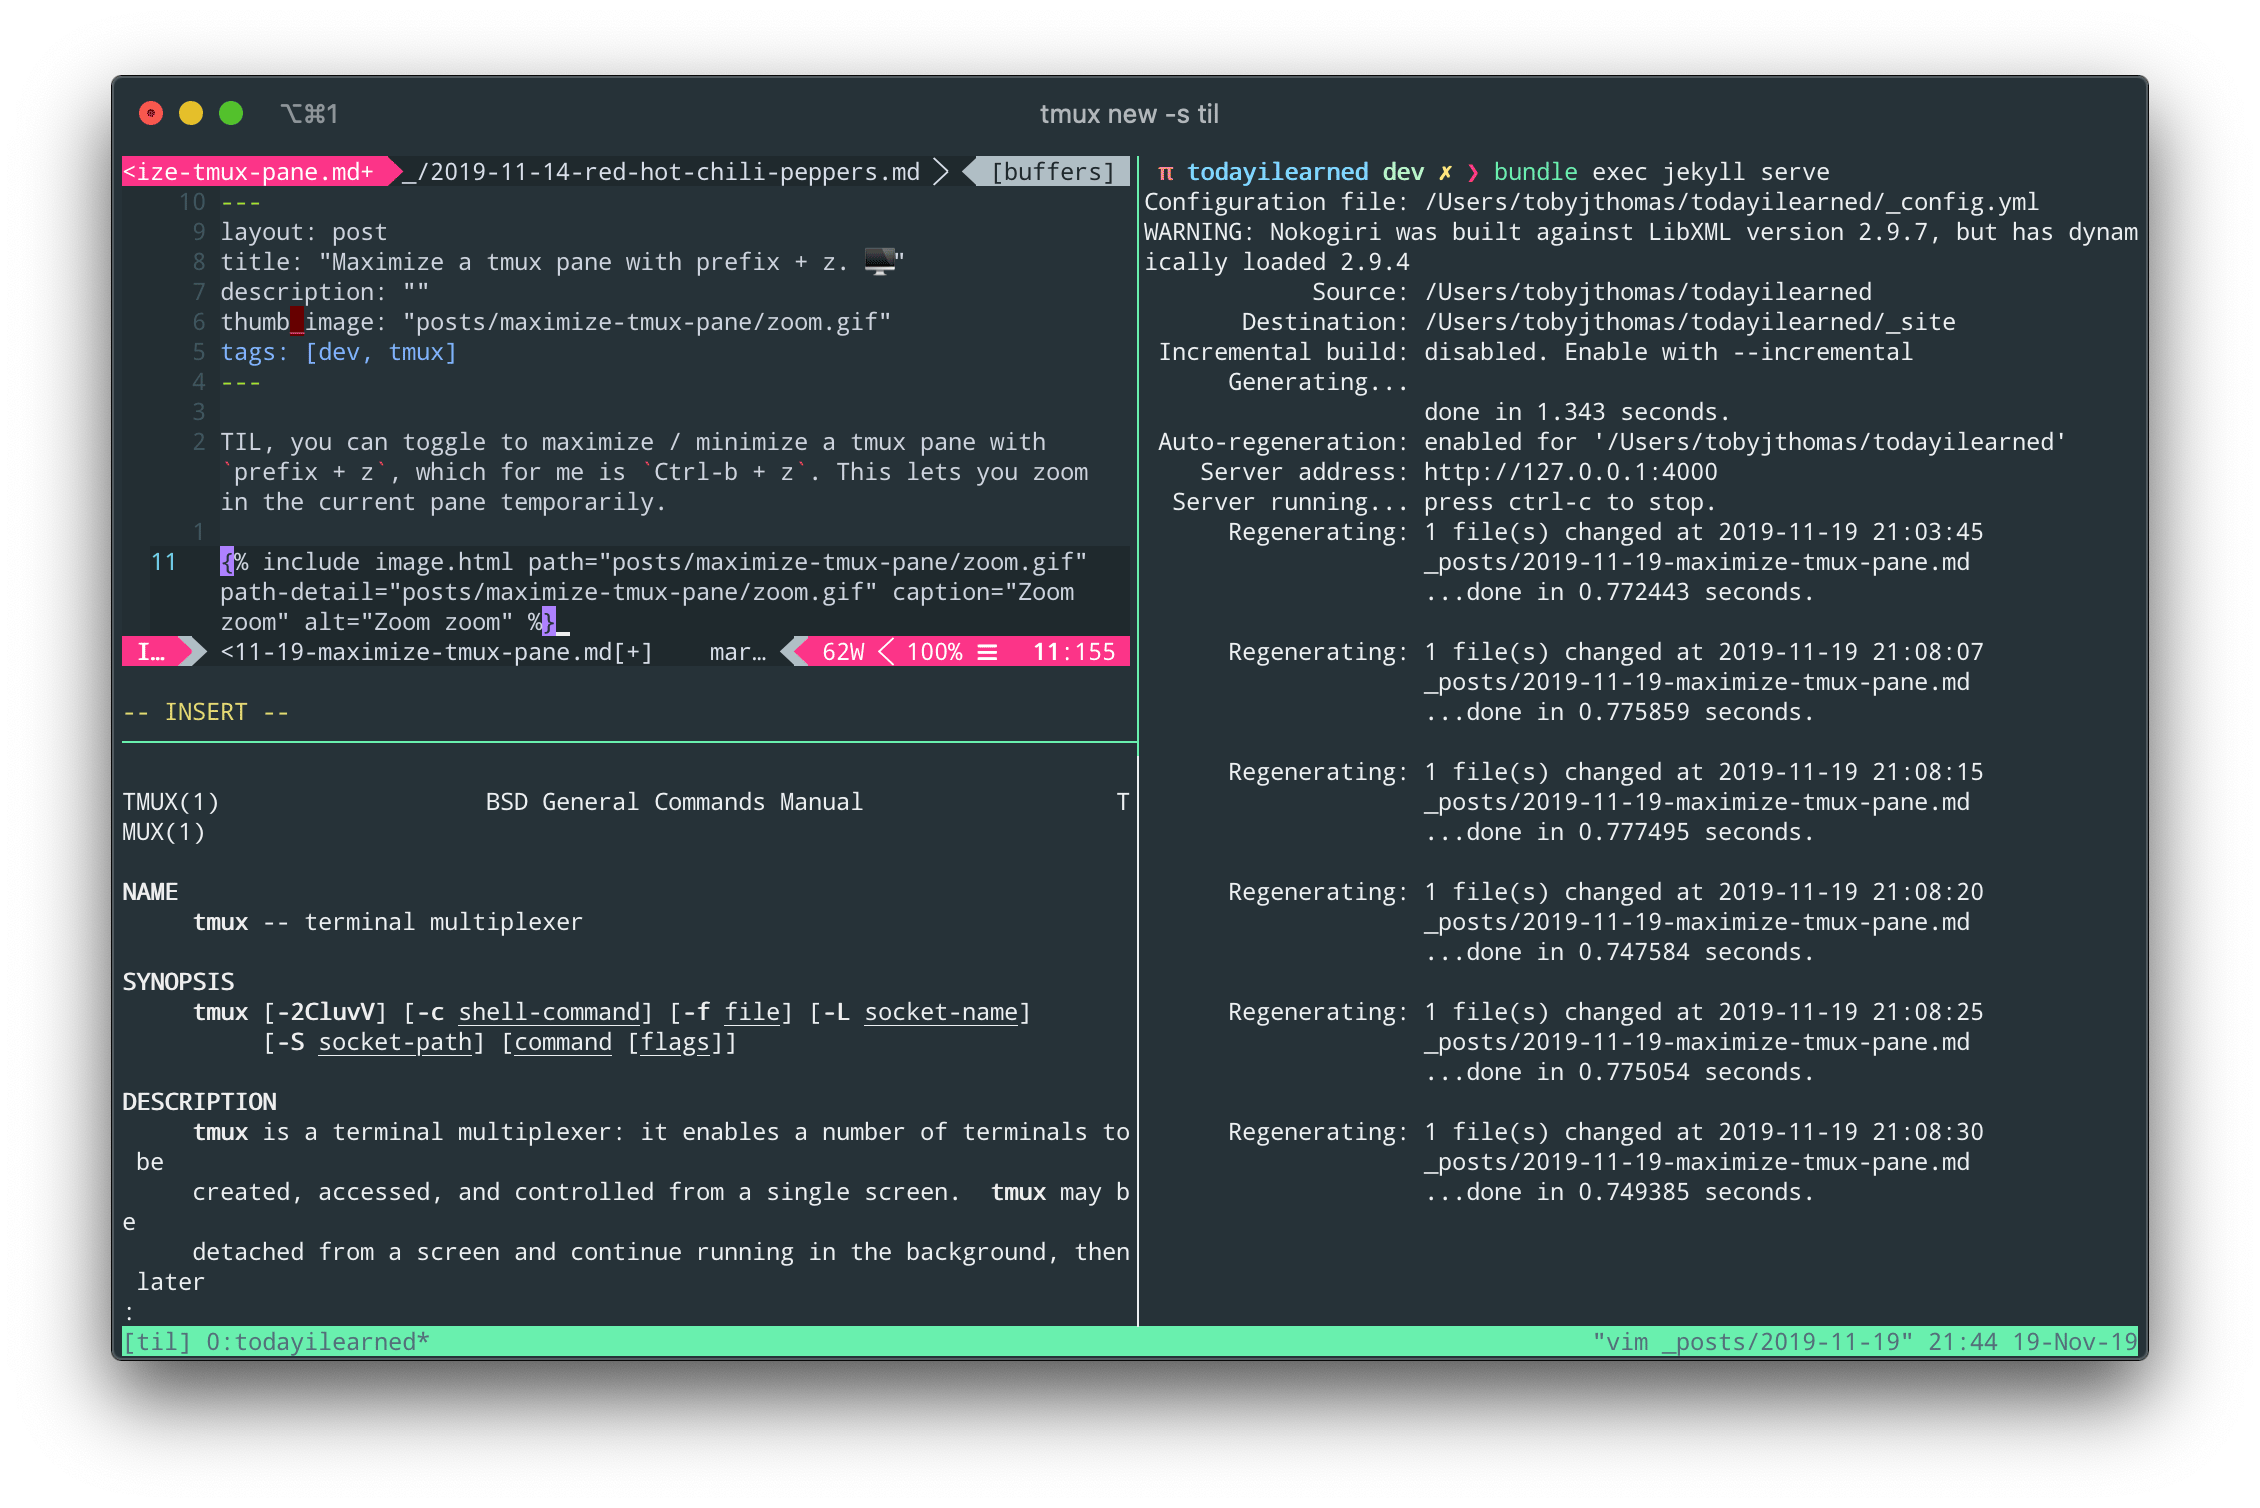 ⌥⌘1
tmux new -s til
<ize-tmux-pane.md+ _/2019-11-14-red-hot-chili-peppers.md [buffers]
10 ---
9 layout: post
8 title: "Maximize a tmux pane with prefix + z. 🖥"
7 description: ""
6 thumb_image: "posts/maximize-tmux-pane/zoom.gif"
5 tags: [dev, tmux]
4 ---
3
2 TIL, you can toggle to maximize / minimize a tmux pane with
`prefix + z`, which for me is `Ctrl-b + z`. This lets you zoom
in the current pane temporarily.
1
11 {% include image.html path="posts/maximize-tmux-pane/zoom.gif"
path-detail="posts/maximize-tmux-pane/zoom.gif" caption="Zoom
zoom" alt="Zoom zoom" %}
I… <11-19-maximize-tmux-pane.md[+] mar… 62W 100% ☰ 11:155
-- INSERT --
TMUX(1) BSD General Commands Manual T
MUX(1)
NAME
tmux -- terminal multiplexer
SYNOPSIS
tmux [-2CluvV] [-c shell-command] [-f file] [-L socket-name]
[-S socket-path] [command [flags]]
DESCRIPTION
tmux is a terminal multiplexer: it enables a number of terminals to
be
created, accessed, and controlled from a single screen.  tmux may b
e
detached from a screen and continue running in the background, then
later
:
π todayilearned dev ✗ ❯ bundle exec jekyll serve
Configuration file: /Users/tobyjthomas/todayilearned/_config.yml
WARNING: Nokogiri was built against LibXML version 2.9.7, but has dynam
ically loaded 2.9.4
Source: /Users/tobyjthomas/todayilearned
Destination: /Users/tobyjthomas/todayilearned/_site
Incremental build: disabled. Enable with --incremental
Generating...
done in 1.343 seconds.
Auto-regeneration: enabled for '/Users/tobyjthomas/todayilearned'
Server address: http://127.0.0.1:4000
Server running... press ctrl-c to stop.
Regenerating: 1 file(s) changed at 2019-11-19 21:03:45
_posts/2019-11-19-maximize-tmux-pane.md
...done in 0.772443 seconds.
Regenerating: 1 file(s) changed at 2019-11-19 21:08:07
_posts/2019-11-19-maximize-tmux-pane.md
...done in 0.775859 seconds.
Regenerating: 1 file(s) changed at 2019-11-19 21:08:15
_posts/2019-11-19-maximize-tmux-pane.md
...done in 0.777495 seconds.
Regenerating: 1 file(s) changed at 2019-11-19 21:08:20
_posts/2019-11-19-maximize-tmux-pane.md
...done in 0.747584 seconds.
Regenerating: 1 file(s) changed at 2019-11-19 21:08:25
_posts/2019-11-19-maximize-tmux-pane.md
...done in 0.775054 seconds.
Regenerating: 1 file(s) changed at 2019-11-19 21:08:30
_posts/2019-11-19-maximize-tmux-pane.md
...done in 0.749385 seconds.
[til] 0:todayilearned* "vim _posts/2019-11-19" 21:44 19-Nov-19